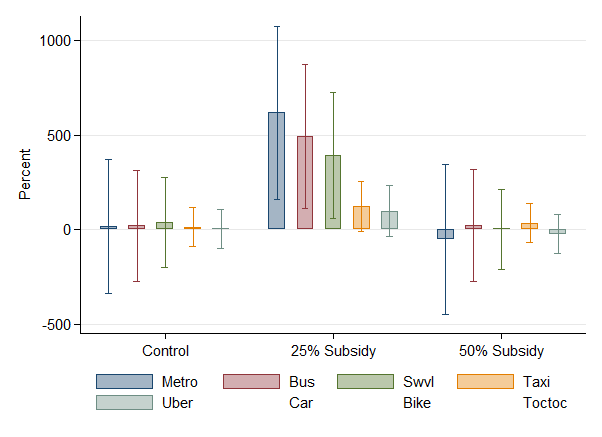 1000
500
0
-500
Percent
Control 25% Subsidy 50% Subsidy
Metro Bus Swvl Taxi
Uber Car Bike Toctoc